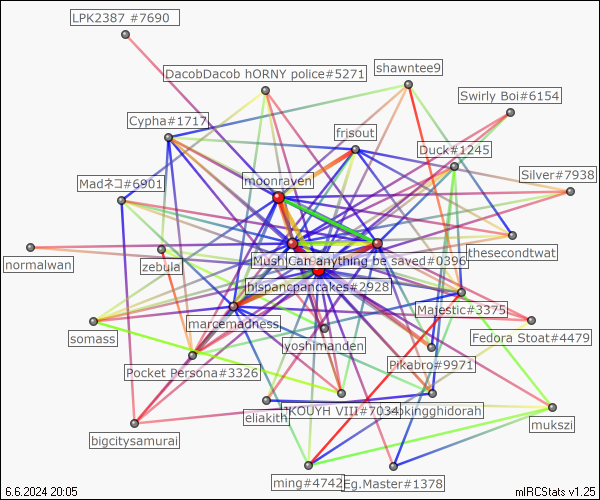 LPK2387 #7690
DacobDacob hORNY police#5271
shawntee9
Swirly Boi#6154
Cypha#1717
frisout
Duck#1245
moonraven
Silver#7938
Madネコ#6901
thesecondtwat
Mushi
Can anything be saved#0396
normalwan
zebula
hispancpancakes#2928
Majestic#3375
somass
marcemadness
Fedora Stoat#4479
yoshimanden
Pikabro#9971
Pocket Persona#3326
eliakith
KOUYH VIII#7034
kingghidorah
mukszi
bigcitysamurai
ming#4742
Eg.Master#1378
6.6.2024 20:05
mIRCStats v1.25